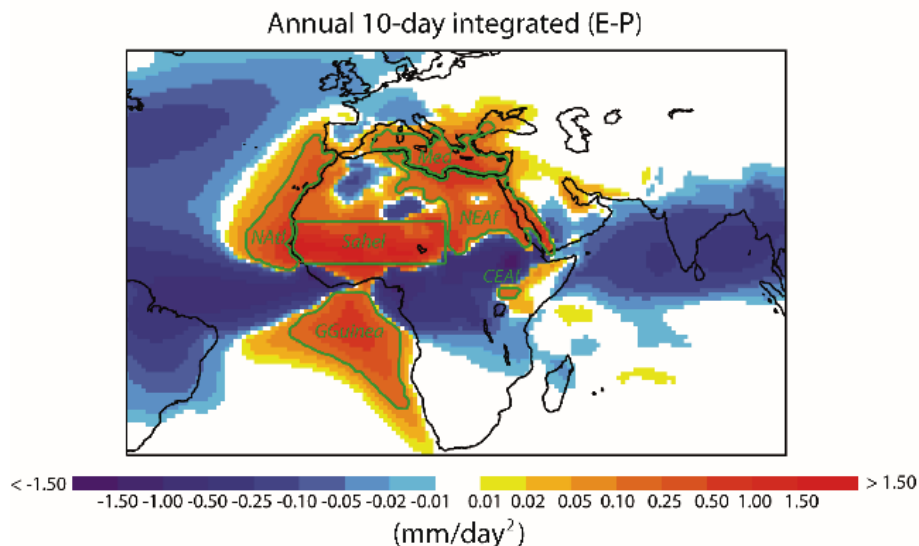 Annual 10-day integrated (E-P)
Med
NAtl
Sahel
NEAf
CEAf
GGuinea
< -1.50 > 1.50
-1.50 -1.00 -0.50 -0.25 -0.10 -0.05 -0.02 -0.01 0.01 0.02 0.05 0.10 0.25 0.50 1.00 1.50
(mm/day²)